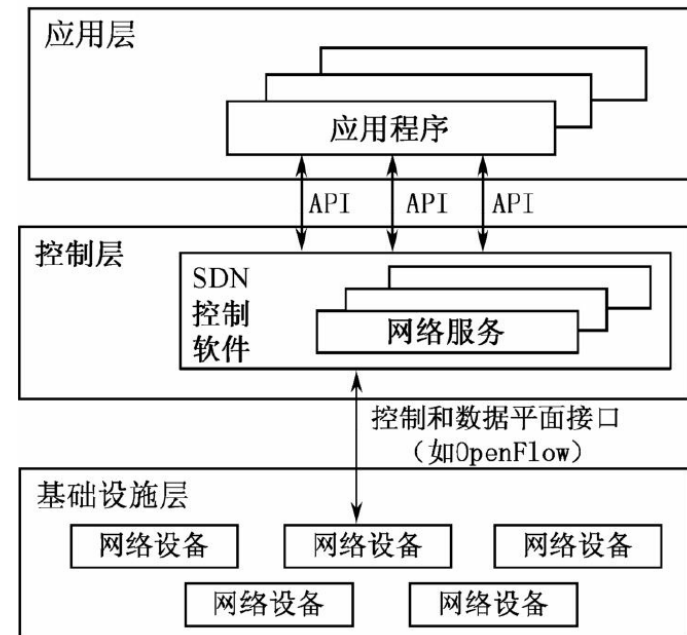 应用层
应用程序
API
API
API
控制层
SDN
控制
软件
网络服务
控制和数据平面接口
（如OpenFlow）
基础设施层
网络设备
网络设备
网络设备
网络设备
网络设备